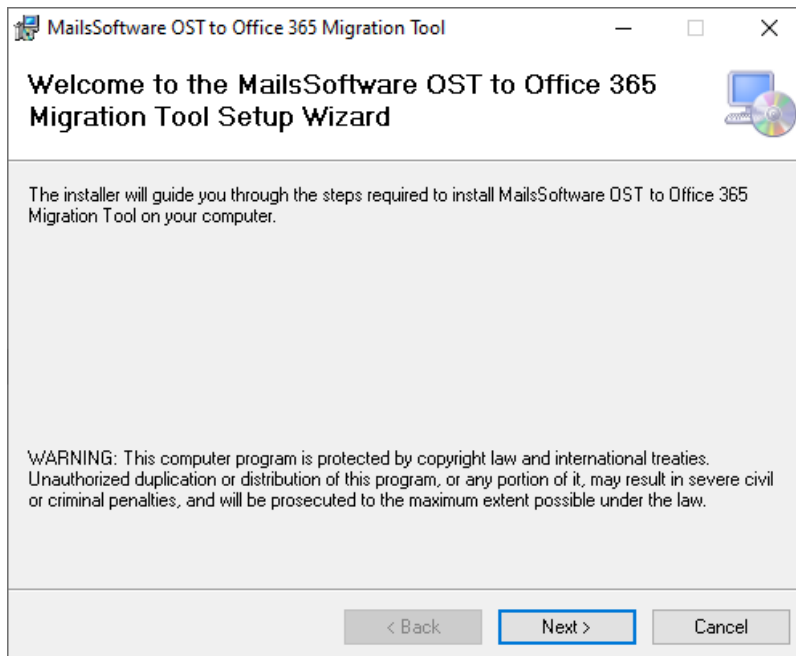 MailsSoftware OST to Office 365 Migration Tool
Welcome to the MailsSoftware OST to Office 365
Migration Tool Setup Wizard
The installer will guide you through the steps required to install MailsSoftware OST to Office 365
Migration Tool on your computer.
WARNING: This computer program is protected by copyright law and international treaties.
Unauthorized duplication or distribution of this program, or any portion of it, may result in severe civil
or criminal penalties, and will be prosecuted to the maximum extent possible under the law.
< Back Next > Cancel